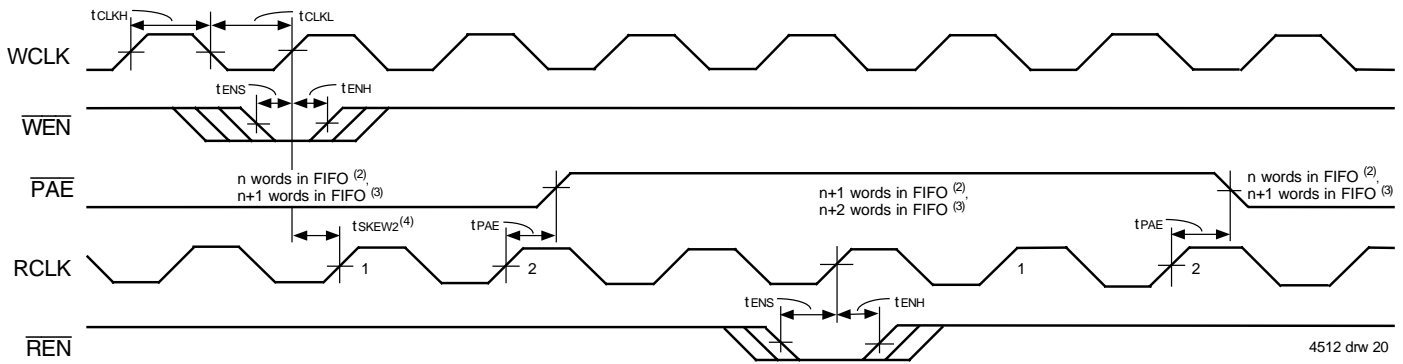 tCLKH
tCLKL
WCLK
tENS
tENH
WEN
PAE
n words in FIFO (2),
n+1 words in FIFO (3)
n+1 words in FIFO (2),
n+2 words in FIFO (3)
n words in FIFO (2),
n+1 words in FIFO (3)
tSKEW2(4)
tPAE
tPAE
RCLK
1
2
1
2
tENS
tENH
REN
4512 drw 20